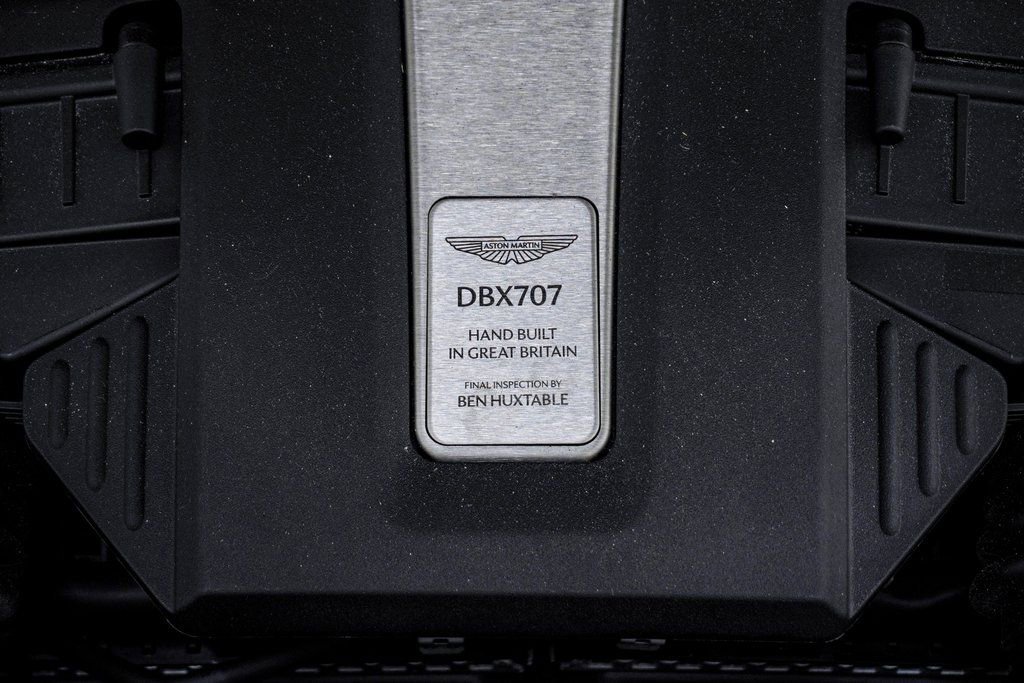 ASTON MARTIN
DBX707
HAND BUILT
IN GREAT BRITAIN
FINAL INSPECTION BY
BEN HUXTABLE